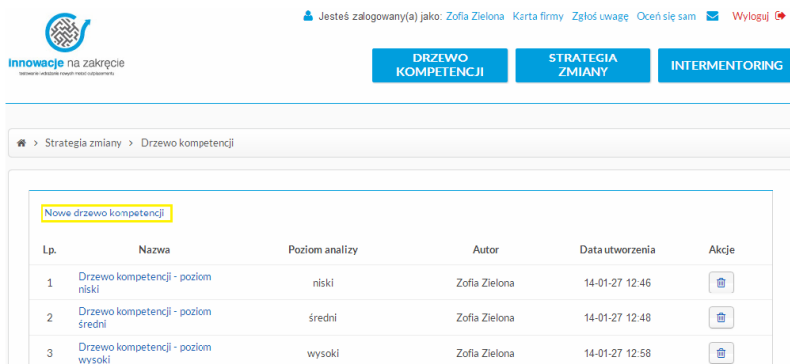 Jesteś zalogowany(a) jako: Zofia Zielona Karta firmy Zgłoś uwagę Oceń się sam Wyloguj
innowacje na zakręcie
DRZEWO KOMPETENCJI
STRATEGIA ZMIANY
INTERMENTORING
> Strategia zmiany > Drzewo kompetencji
Nowe drzewo kompetencji
Lp. Nazwa Poziom analizy Autor Data utworzenia Akcje
1 Drzewo kompetencji - poziom niski niski Zofia Zielona 14-01-27 12:46
2 Drzewo kompetencji - poziom średni średni Zofia Zielona 14-01-27 12:48
3 Drzewo kompetencji - poziom wysoki wysoki Zofia Zielona 14-01-27 12:58